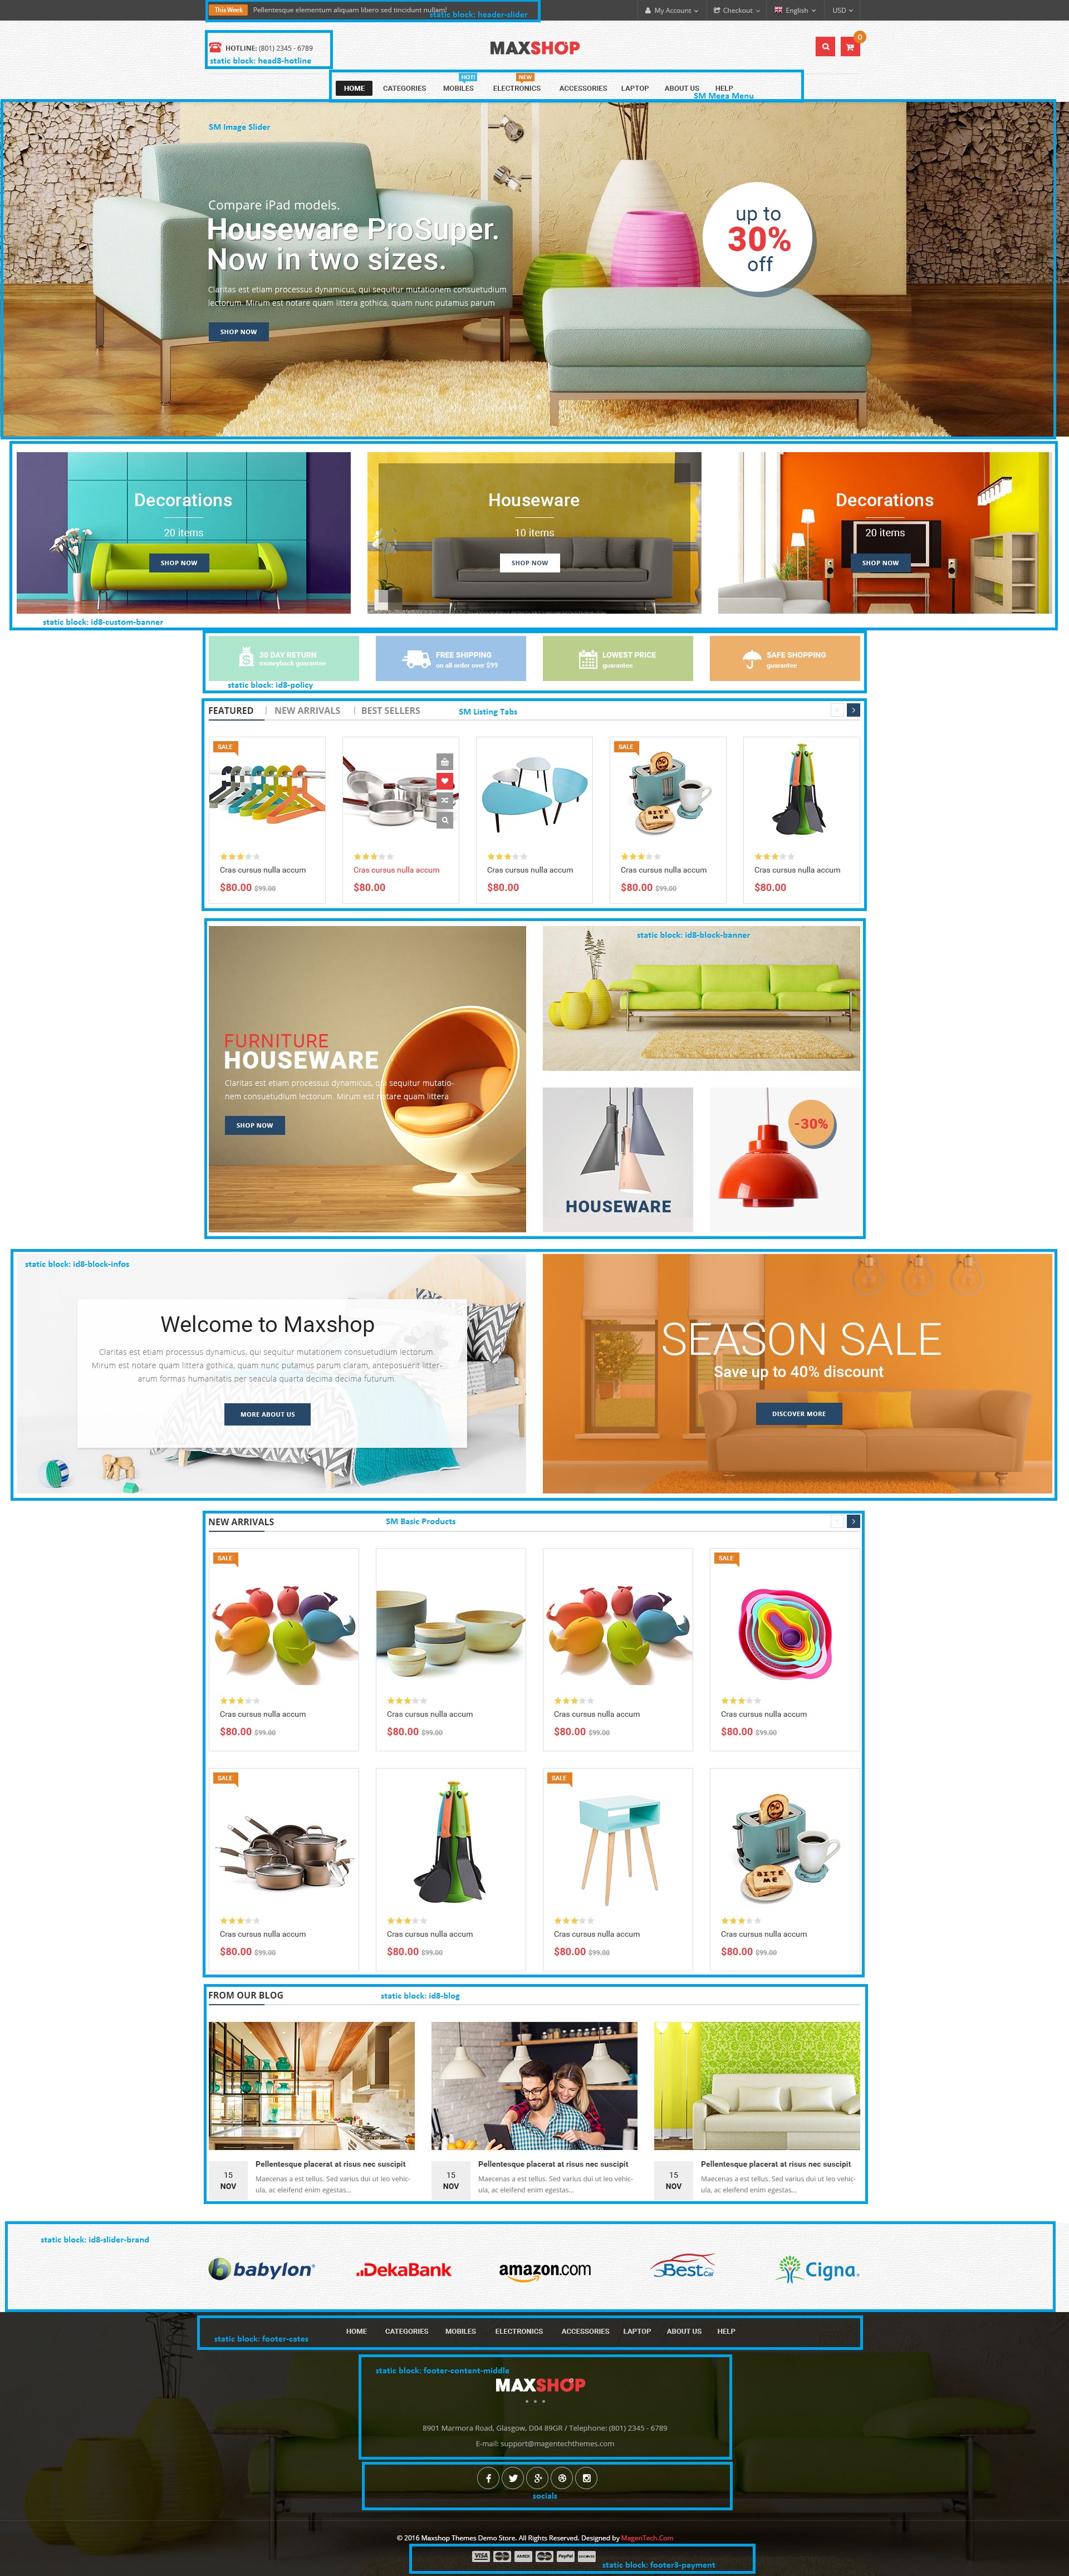 This Week Pellentesque elementum aliquam libero sed tincidunt nullam!
static block: header-slider
My Account Checkout English USD
HOTLINE: (801) 2345 - 6789
static block: head8-hotline
MAXSHOP
0
HOT! NEW
HOME CATEGORIES MOBILES ELECTRONICS ACCESSORIES LAPTOP ABOUT US HELP
SM Mega Menu
SM Image Slider
Compare iPad models.
Houseware ProSuper.
Now in two sizes.
Claritas est etiam processus dynamicus, qui sequitur mutationem consuetudium
lectorum. Mirum est notare quam littera gothica, quam nunc putamus parum
SHOP NOW
up to
30%
off
Decorations
20 items
SHOP NOW
Houseware
10 items
SHOP NOW
Decorations
20 items
SHOP NOW
static block: id8-custom-banner
30 DAY RETURN
moneyback guarantee
FREE SHIPPING
on all order over $99
LOWEST PRICE
guarantee
SAFE SHOPPING
guarantee
static block: id8-policy
FEATURED | NEW ARRIVALS | BEST SELLERS
SM Listing Tabs
SALE
Cras cursus nulla accum
$80.00 $99.00
Cras cursus nulla accum
$80.00
Cras cursus nulla accum
$80.00
SALE
BITE ME
Cras cursus nulla accum
$80.00 $99.00
Cras cursus nulla accum
$80.00
static block: id8-block-banner
FURNITURE
HOUSEWARE
Claritas est etiam processus dynamicus, qui sequitur mutatio-
nem consuetudium lectorum. Mirum est notare quam littera
SHOP NOW
HOUSEWARE
-30%
static block: id8-block-infos
Welcome to Maxshop
Claritas est etiam processus dynamicus, qui sequitur mutationem consuetudium lectorum.
Mirum est notare quam littera gothica, quam nunc putamus parum claram, anteposuerit litter-
arum formas humanitatis per seacula quarta decima decima futurum.
MORE ABOUT US
SEASON SALE
Save up to 40% discount
DISCOVER MORE
NEW ARRIVALS
SM Basic Products
SALE
Cras cursus nulla accum
$80.00 $99.00
Cras cursus nulla accum
$80.00 $99.00
Cras cursus nulla accum
$80.00 $99.00
SALE
Cras cursus nulla accum
$80.00 $99.00
SALE
Cras cursus nulla accum
$80.00 $99.00
Cras cursus nulla accum
$80.00 $99.00
SALE
Cras cursus nulla accum
$80.00 $99.00
BITE ME
Cras cursus nulla accum
$80.00 $99.00
FROM OUR BLOG
static block: id8-blog
15
NOV
Pellentesque placerat at risus nec suscipit
Maecenas a est tellus. Sed varius dui ut leo vehic-
ula, ac eleifend enim egestas...
15
NOV
Pellentesque placerat at risus nec suscipit
Maecenas a est tellus. Sed varius dui ut leo vehic-
ula, ac eleifend enim egestas...
15
NOV
Pellentesque placerat at risus nec suscipit
Maecenas a est tellus. Sed varius dui ut leo vehic-
ula, ac eleifend enim egestas...
static block: id8-slider-brand
babylon
DekaBank
amazon.com
Best Car
Cigna
HOME CATEGORIES MOBILES ELECTRONICS ACCESSORIES LAPTOP ABOUT US HELP
static block: footer-cates
static block: footer-content-middle
MAXSHOP
8901 Marmora Road, Glasgow, D04 89GR / Telephone: (801) 2345 - 6789
E-mail: support@magentechthemes.com
socials
© 2016 Maxshop Themes Demo Store. All Rights Reserved. Designed by MagenTech.Com
VISA AMEX PayPal DISCOVER
static block: footer3-payment